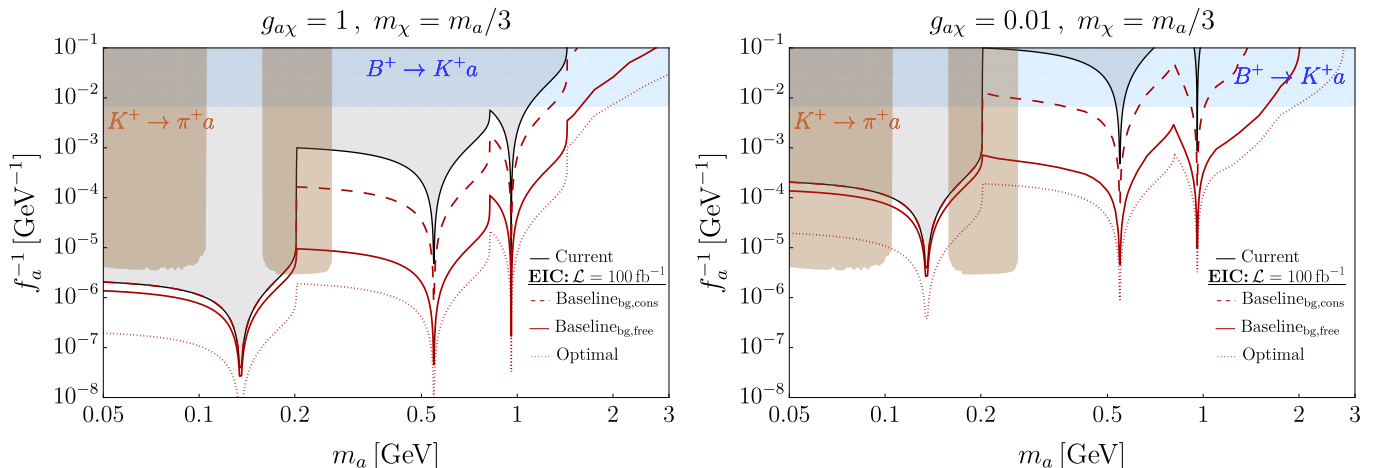 g_{aχ} = 1 , m_χ = m_a/3
10^{-1}
10^{-2}
10^{-3}
10^{-4}
10^{-5}
10^{-6}
10^{-7}
10^{-8}
f_a^{-1} [GeV^{-1}]
B^+ → K^+ a
K^+ → π^+ a
Current
EIC: ℒ = 100 fb^{-1}
Baseline_{bg,cons}
Baseline_{bg,free}
Optimal
0.05 0.1 0.2 0.5 1 2 3
m_a [GeV]
g_{aχ} = 0.01 , m_χ = m_a/3
10^{-1}
10^{-2}
10^{-3}
10^{-4}
10^{-5}
10^{-6}
10^{-7}
10^{-8}
f_a^{-1} [GeV^{-1}]
B^+ → K^+ a
K^+ → π^+ a
Current
EIC: ℒ = 100 fb^{-1}
Baseline_{bg,cons}
Baseline_{bg,free}
Optimal
0.05 0.1 0.2 0.5 1 2 3
m_a [GeV]